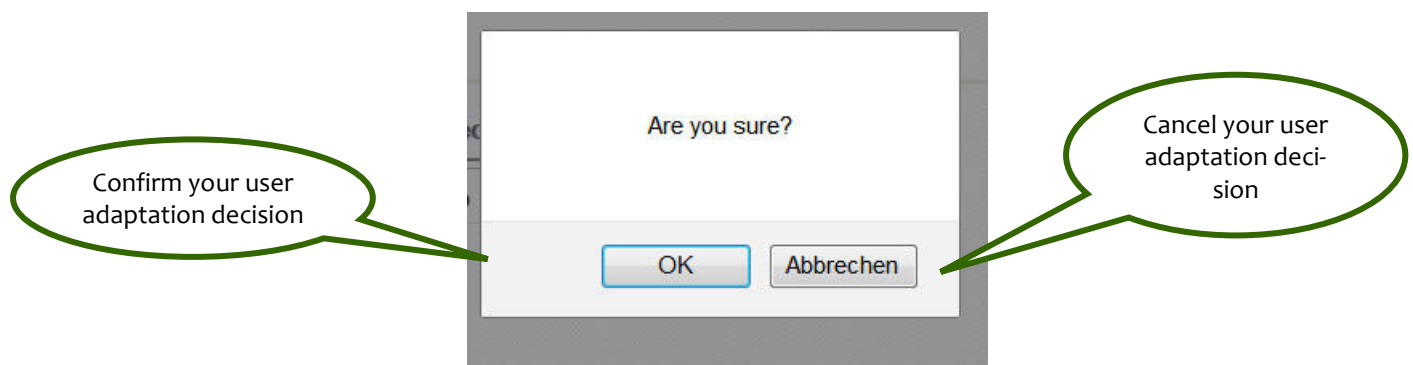 Are you sure?
Confirm your user
adaptation decision
Cancel your user
adaptation deci-
sion
OK
Abbrechen